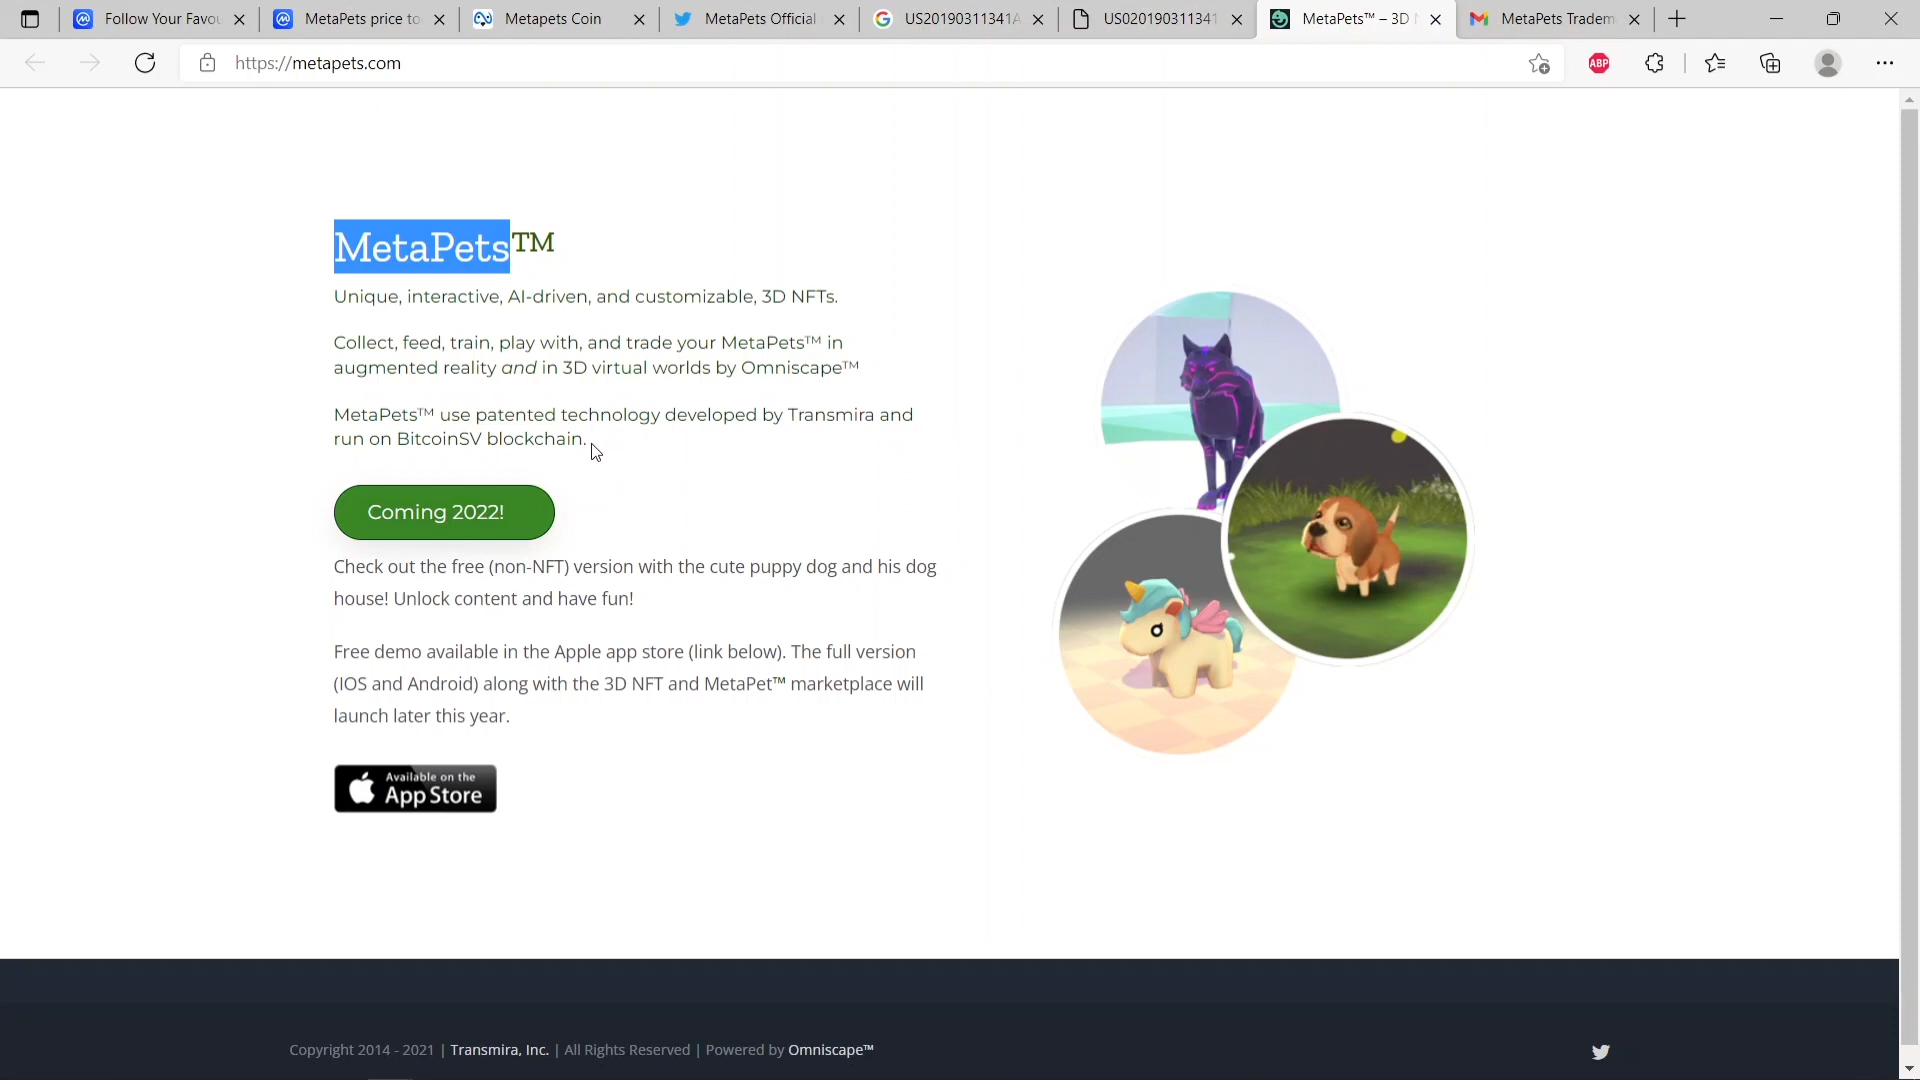 Follow Your Favou
MetaPets price to
Metapets Coin
MetaPets Official
US20190311341A
US020190311341
MetaPets™ – 3D
MetaPets Tradem
https://metapets.com
ABP
MetaPets™
Unique, interactive, AI-driven, and customizable, 3D NFTs.
Collect, feed, train, play with, and trade your MetaPets™ in
augmented reality and in 3D virtual worlds by Omniscape™
MetaPets™ use patented technology developed by Transmira and
run on BitcoinSV blockchain.
Coming 2022!
Check out the free (non-NFT) version with the cute puppy dog and his dog
house! Unlock content and have fun!
Free demo available in the Apple app store (link below). The full version
(IOS and Android) along with the 3D NFT and MetaPet™ marketplace will
launch later this year.
Available on the
App Store
Copyright 2014 - 2021 | Transmira, Inc. | All Rights Reserved | Powered by Omniscape™